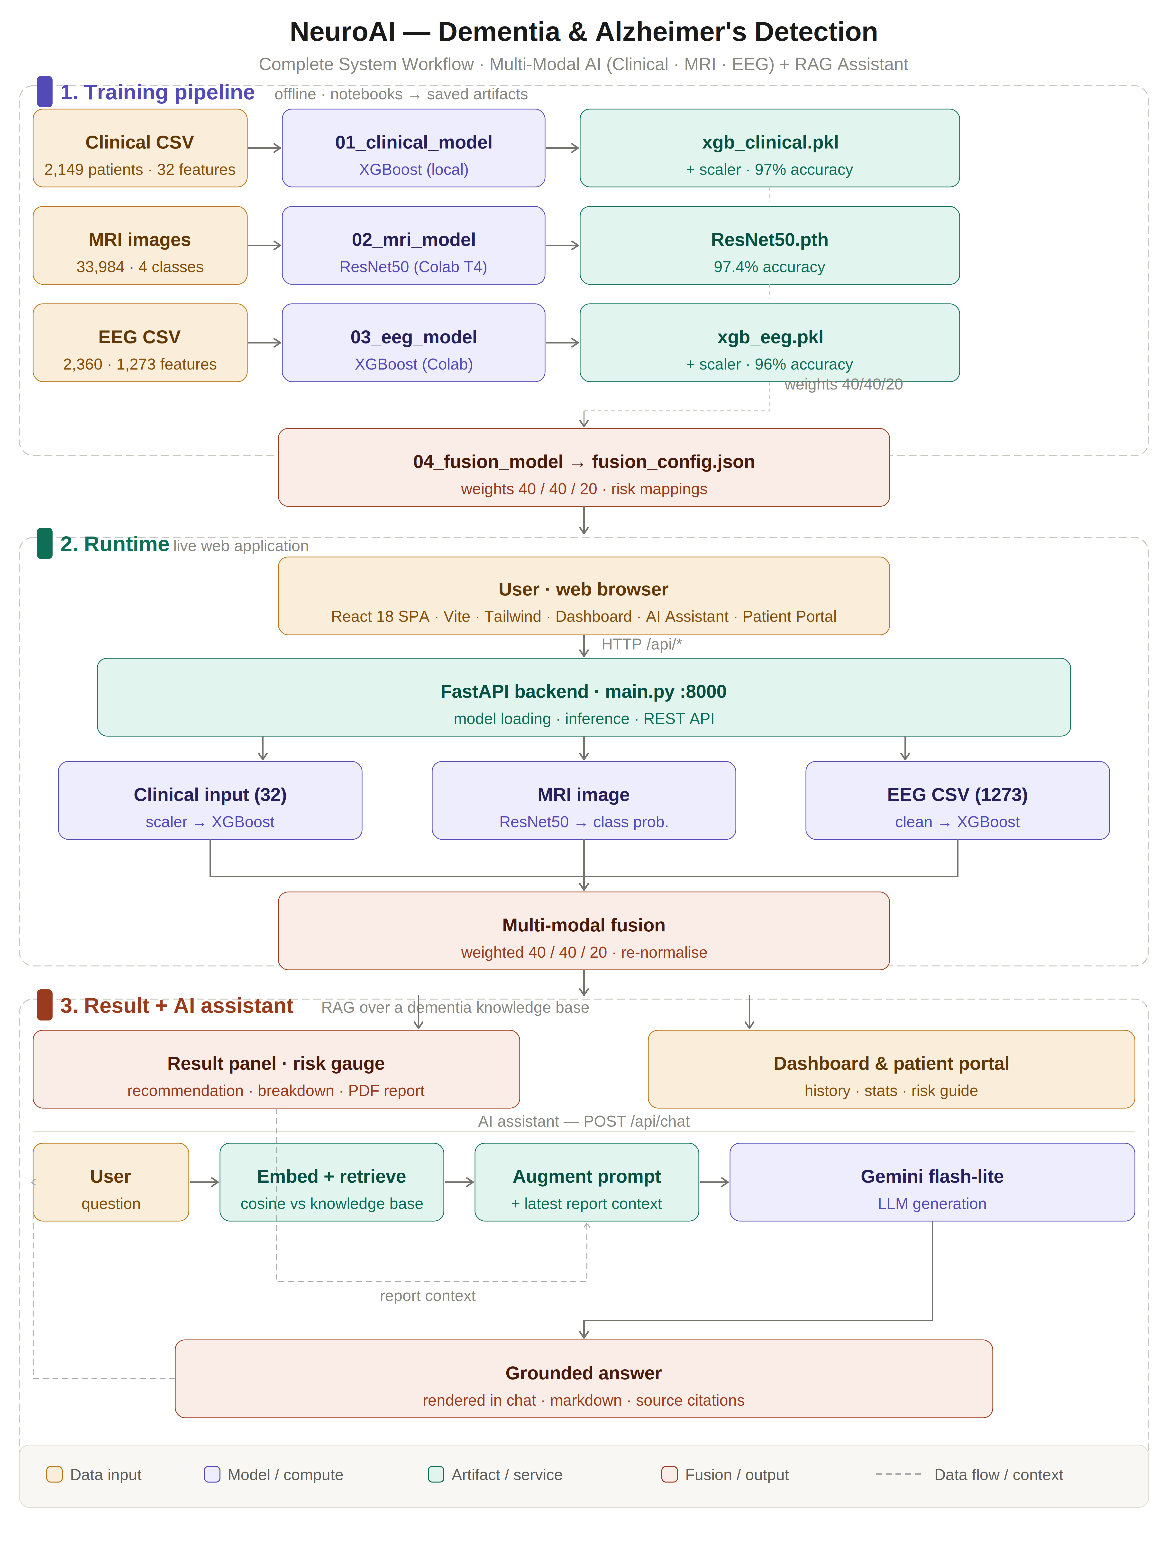 NeuroAI — Dementia & Alzheimer's Detection
Complete System Workflow · Multi-Modal AI (Clinical · MRI · EEG) + RAG Assistant
1. Training pipeline
offline · notebooks → saved artifacts
Clinical CSV
2,149 patients · 32 features
01_clinical_model
XGBoost (local)
xgb_clinical.pkl
+ scaler · 97% accuracy
MRI images
33,984 · 4 classes
02_mri_model
ResNet50 (Colab T4)
ResNet50.pth
97.4% accuracy
EEG CSV
2,360 · 1,273 features
03_eeg_model
XGBoost (Colab)
xgb_eeg.pkl
+ scaler · 96% accuracy
weights 40/40/20
04_fusion_model → fusion_config.json
weights 40 / 40 / 20 · risk mappings
2. Runtime
live web application
User · web browser
React 18 SPA · Vite · Tailwind · Dashboard · AI Assistant · Patient Portal
HTTP /api/*
FastAPI backend · main.py :8000
model loading · inference · REST API
Clinical input (32)
scaler → XGBoost
MRI image
ResNet50 → class prob.
EEG CSV (1273)
clean → XGBoost
Multi-modal fusion
weighted 40 / 40 / 20 · re-normalise
3. Result + AI assistant
RAG over a dementia knowledge base
Result panel · risk gauge
recommendation · breakdown · PDF report
Dashboard & patient portal
history · stats · risk guide
AI assistant — POST /api/chat
User
question
Embed + retrieve
cosine vs knowledge base
Augment prompt
+ latest report context
Gemini flash-lite
LLM generation
report context
Grounded answer
rendered in chat · markdown · source citations
Data input
Model / compute
Artifact / service
Fusion / output
Data flow / context